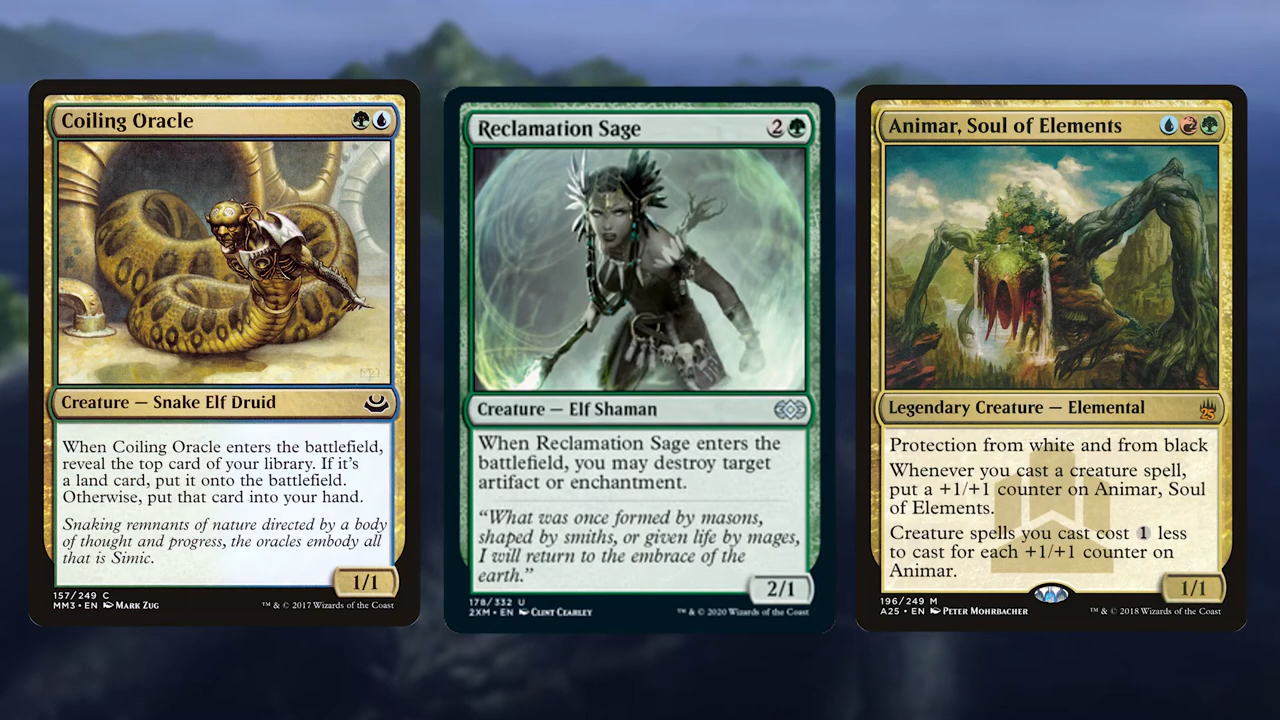 Coiling Oracle
Creature — Snake Elf Druid
When Coiling Oracle enters the battlefield,
reveal the top card of your library. If it's
a land card, put it onto the battlefield.
Otherwise, put that card into your hand.
Snaking remnants of nature directed by a body
of thought and progress, the oracles embody all
that is Simic.
1/1
157/249 C
MM3 • EN Mark Zug
™ & © 2017 Wizards of the Coast
Reclamation Sage
2
Creature — Elf Shaman
When Reclamation Sage enters the
battlefield, you may destroy target
artifact or enchantment.
“What was once formed by masons,
shaped by smiths, or given life by mages,
I will return to the embrace of the
earth.”
2/1
178/332 U
2XM • EN Clint Cearley
™ & © 2020 Wizards of the Coast
Animar, Soul of Elements
Legendary Creature — Elemental
25
Protection from white and from black
Whenever you cast a creature spell,
put a +1/+1 counter on Animar, Soul
of Elements.
Creature spells you cast cost 1 less
to cast for each +1/+1 counter on
Animar.
1/1
196/249 M
A25 • EN Peter Mohrbacher
™ & © 2018 Wizards of the Coast